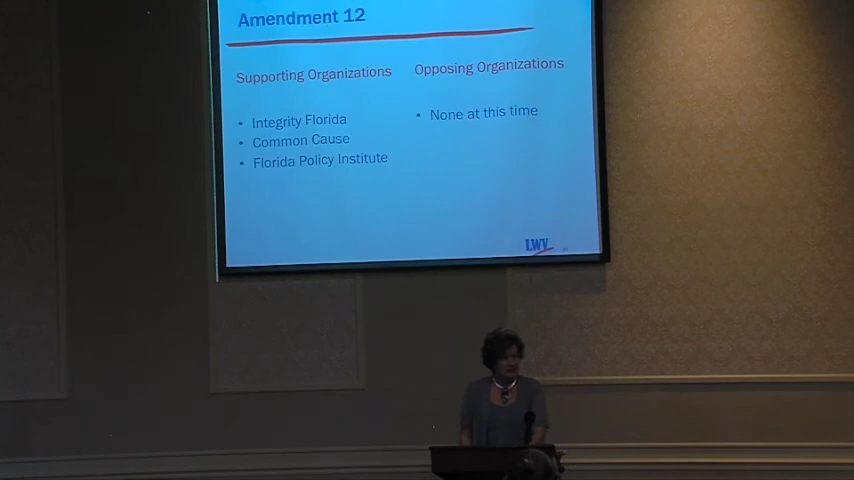 Amendment 12
Supporting Organizations
• Integrity Florida
• Common Cause
• Florida Policy Institute
Opposing Organizations
• None at this time
LWV